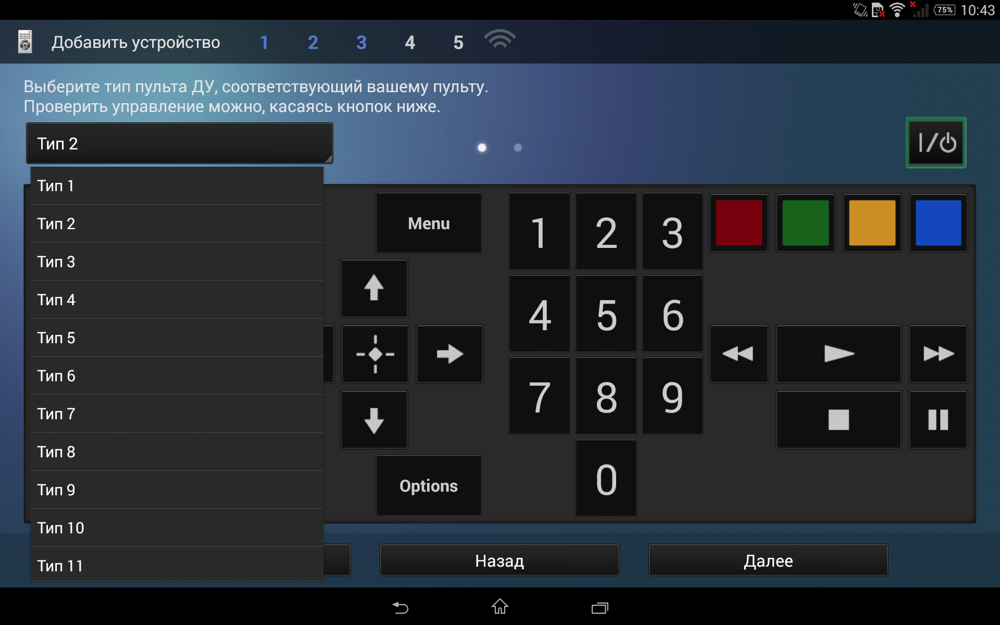 75% 10:43
Добавить устройство 1 2 3 4 5
Выберите тип пульта ДУ, соответствующий вашему пульту.
Проверить управление можно, касаясь кнопок ниже.
Тип 2
I/
Тип 1
Тип 2
Тип 3
Тип 4
Тип 5
Тип 6
Тип 7
Тип 8
Тип 9
Тип 10
Тип 11
Menu
Options
1 2 3
4 5 6
7 8 9
0
Назад
Далее